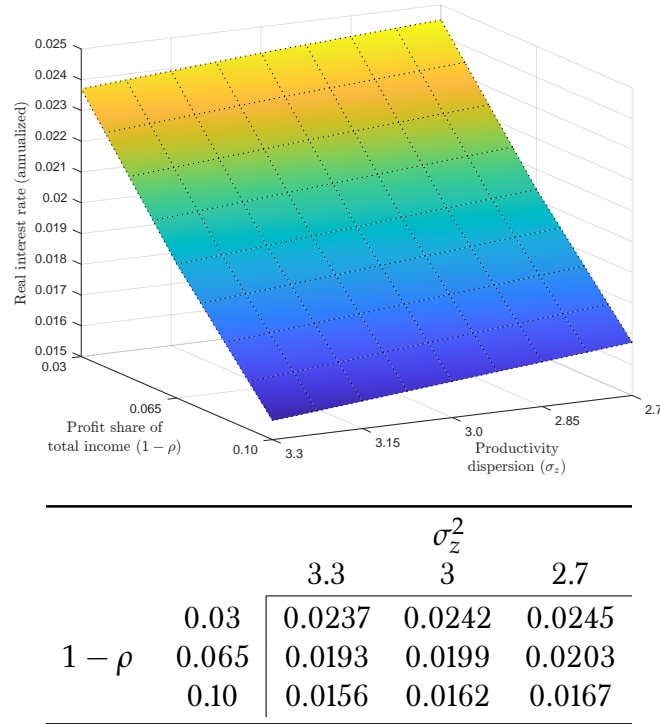 0.025
0.024
0.023
0.022
0.021
0.02
0.019
0.018
0.017
0.016
0.015
Real interest rate (annualized)
0.03
0.065
0.10
Profit share of
total income (1 − ρ)
3.3
3.15
3.0
2.85
2.7
Productivity
dispersion (σz)
σ²z
3.3 3 2.7
0.03 0.0237 0.0242 0.0245
1 − ρ 0.065 0.0193 0.0199 0.0203
0.10 0.0156 0.0162 0.0167